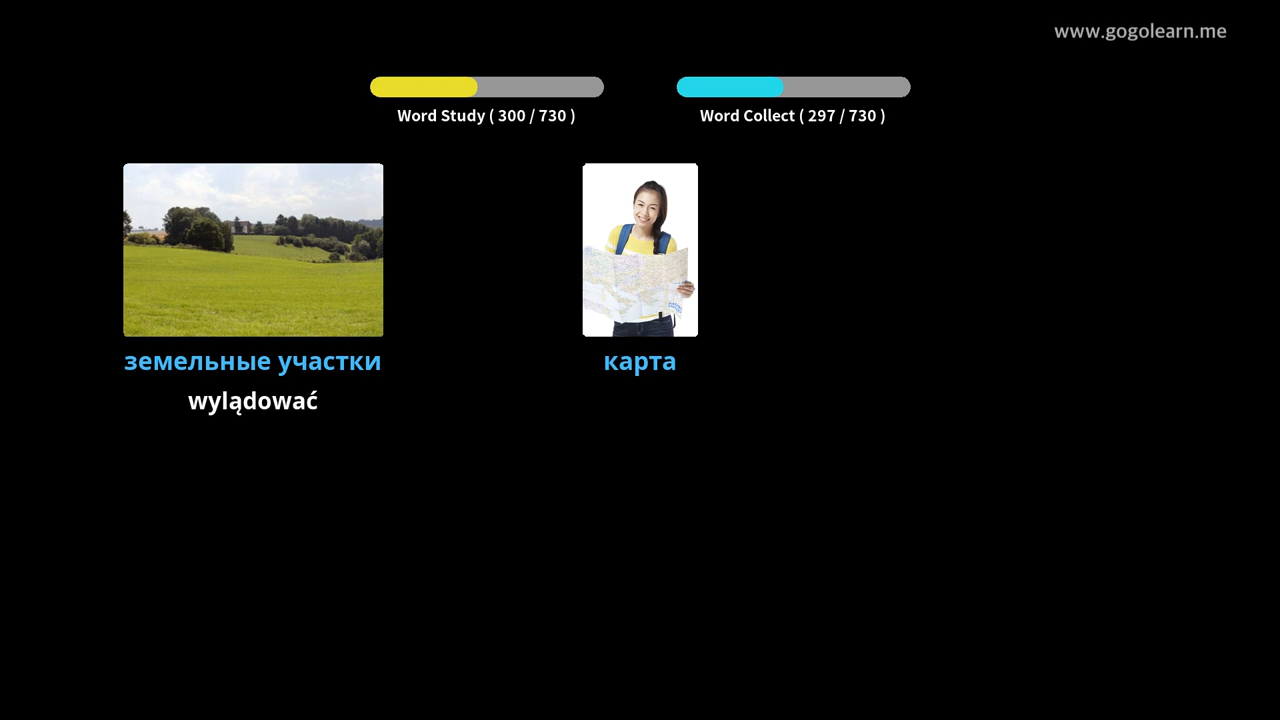 www.gogolearn.me
Word Study ( 300 / 730 )
Word Collect ( 297 / 730 )
земельные участки
карта
wylądować